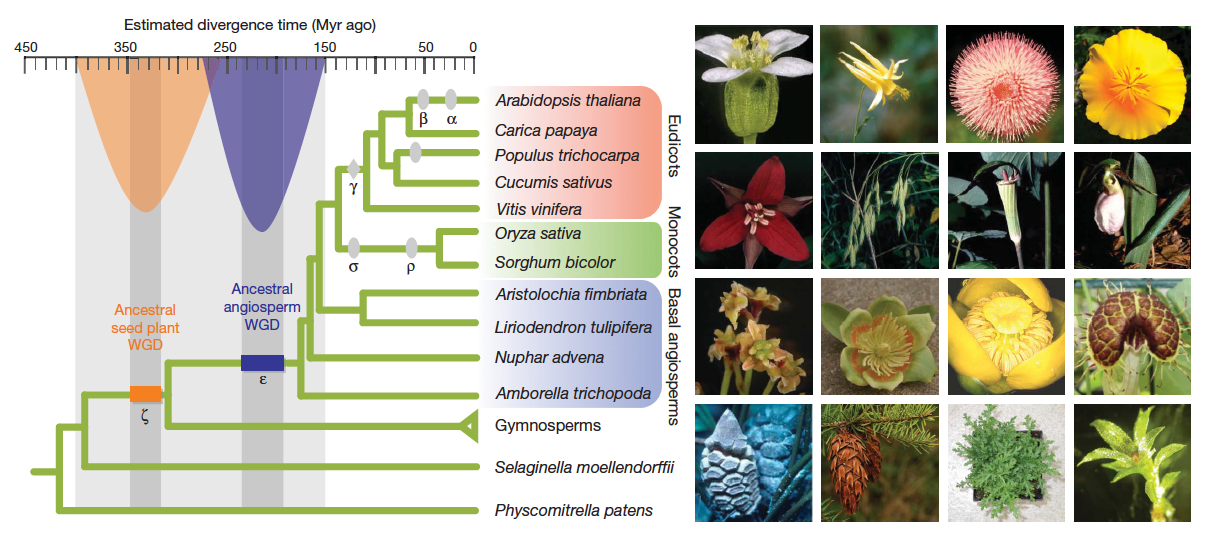 Estimated divergence time (Myr ago)
450 350 250 150 50 0
Arabidopsis thaliana
β α
Carica papaya
Populus trichocarpa
γ
Cucumis sativus
Vitis vinifera
Eudicots
Oryza sativa
σ ρ
Sorghum bicolor
Monocots
Ancestral
angiosperm
WGD
ε
Ancestral
seed plant
WGD
ζ
Aristolochia fimbriata
Liriodendron tulipifera
Nuphar advena
Amborella trichopoda
Basal angiosperms
Gymnosperms
Selaginella moellendorffii
Physcomitrella patens